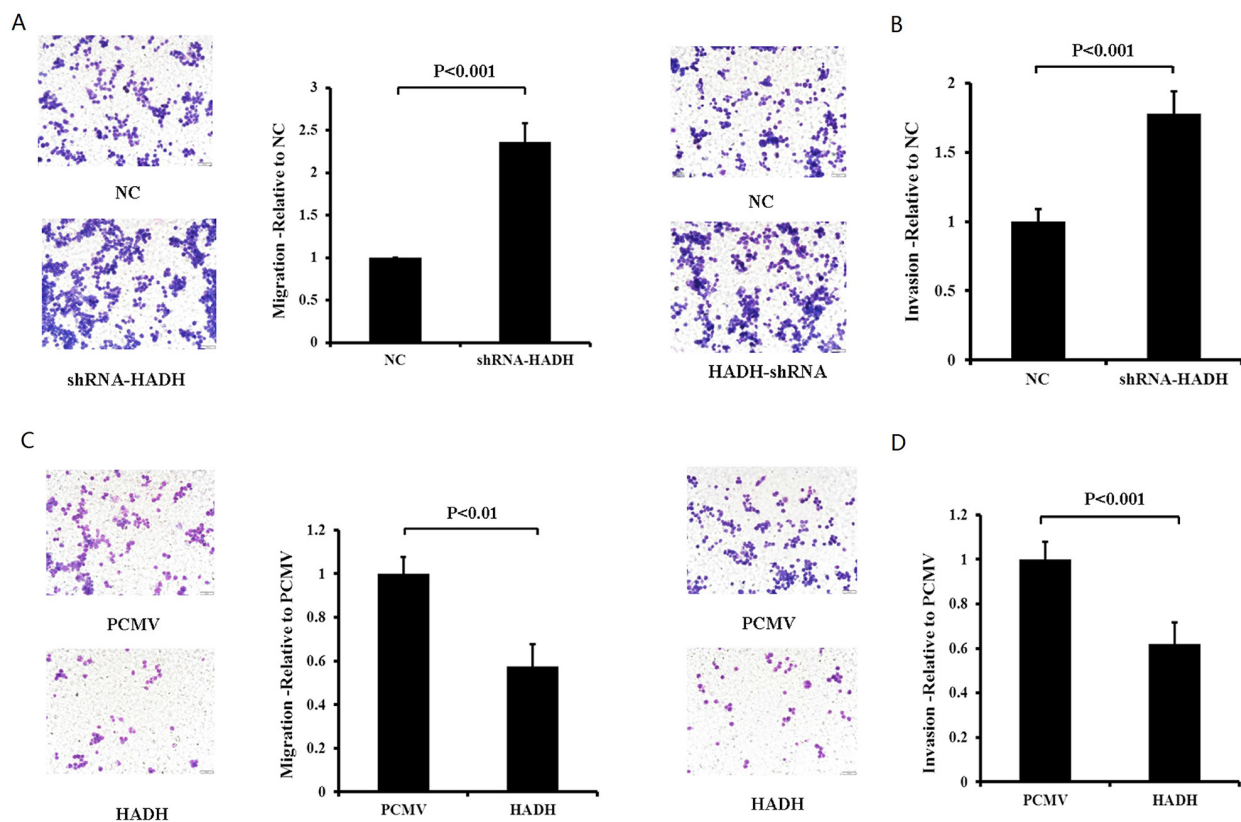 A
NC
shRNA-HADH
P<0.001
Migration -Relative to NC
3
2.5
2
1.5
1
0.5
0
NC
shRNA-HADH
NC
HADH-shRNA
B
P<0.001
Invasion -Relative to NC
2
1.5
1
0.5
0
NC
shRNA-HADH
C
PCMV
HADH
P<0.01
Migration -Relative to PCMV
1.2
1
0.8
0.6
0.4
0.2
0
PCMV
HADH
PCMV
HADH
D
P<0.001
Invasion -Relative to PCMV
1.2
1
0.8
0.6
0.4
0.2
0
PCMV
HADH